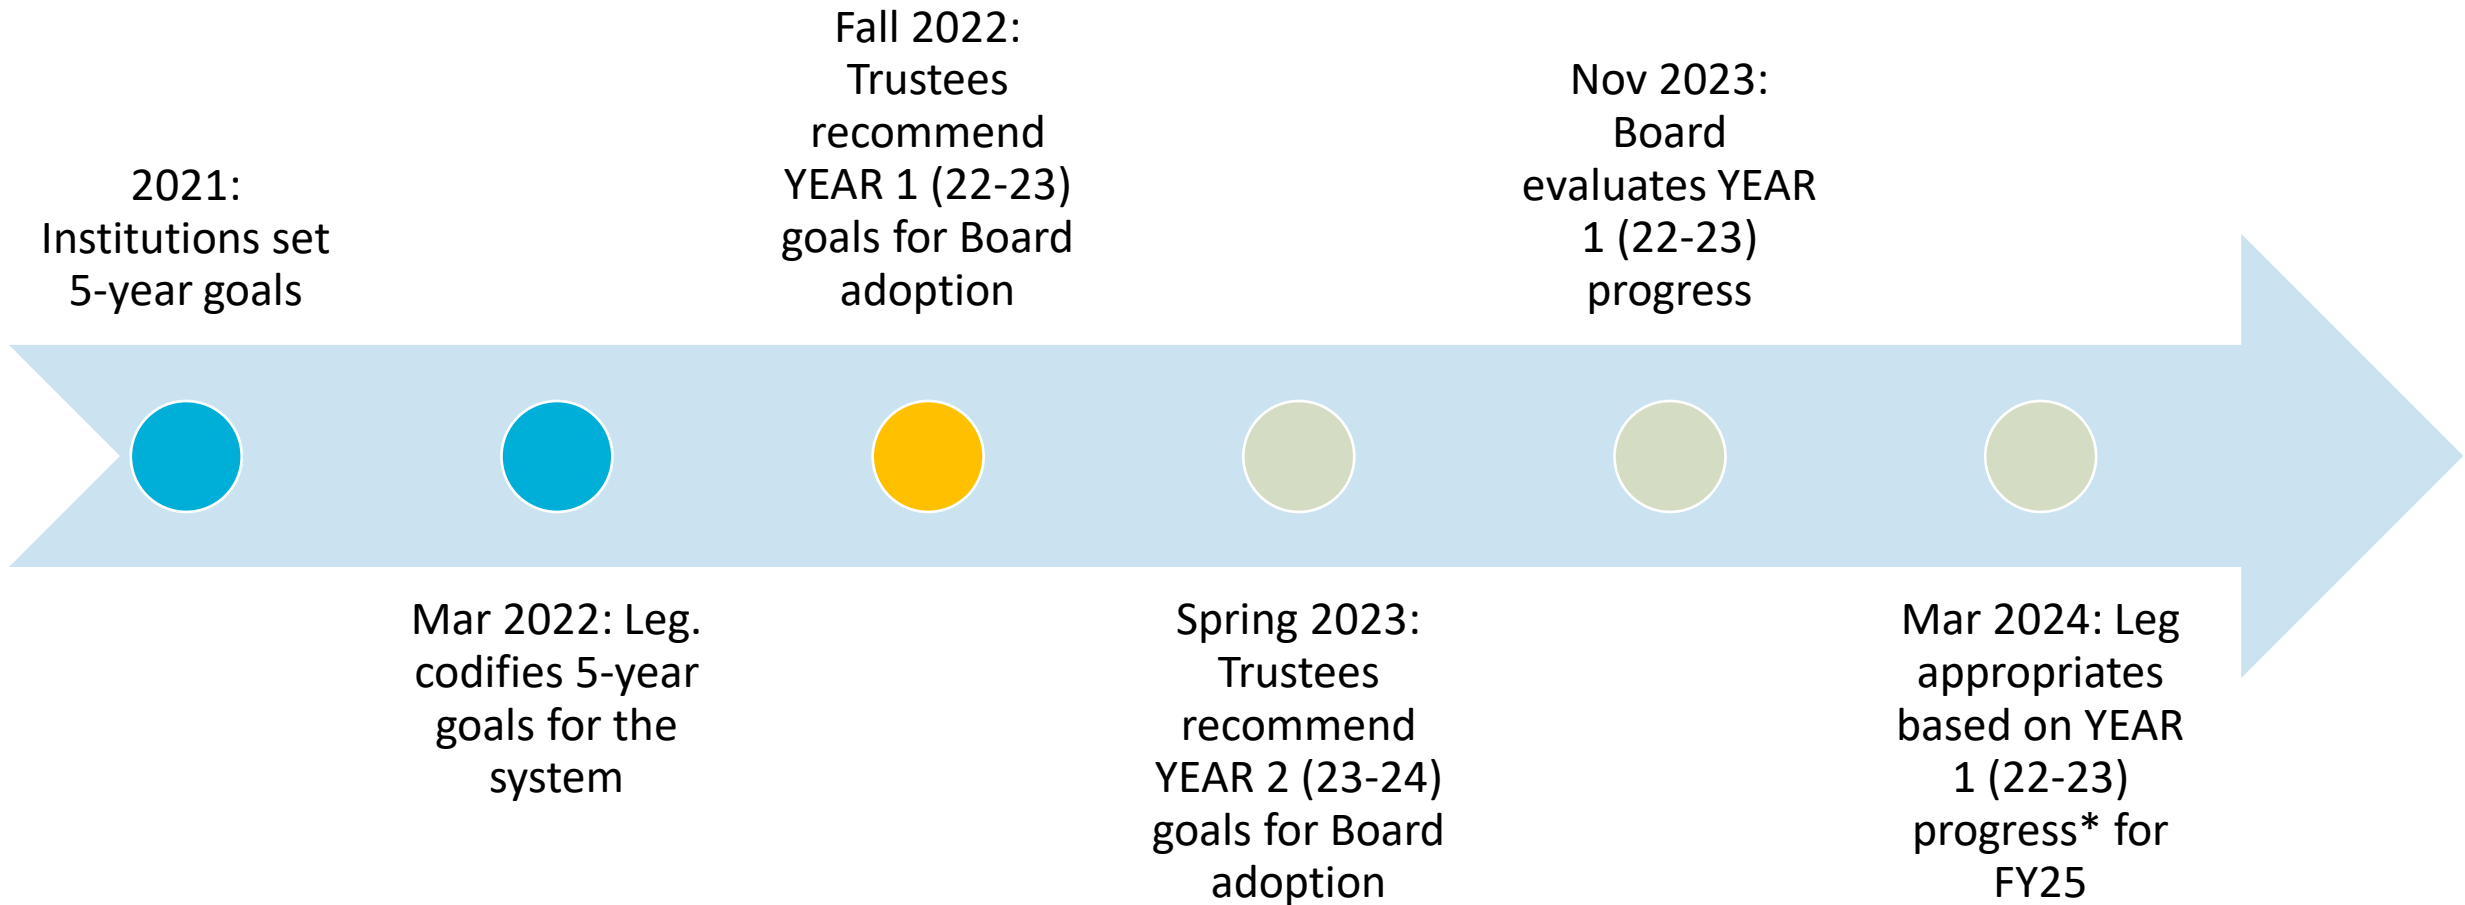 2021:
Institutions set
5-year goals
Mar 2022: Leg.
codifies 5-year
goals for the
system
Fall 2022:
Trustees
recommend
YEAR 1 (22-23)
goals for Board
adoption
Spring 2023:
Trustees
recommend
YEAR 2 (23-24)
goals for Board
adoption
Nov 2023:
Board
evaluates YEAR
1 (22-23)
progress
Mar 2024: Leg
appropriates
based on YEAR
1 (22-23)
progress* for
FY25